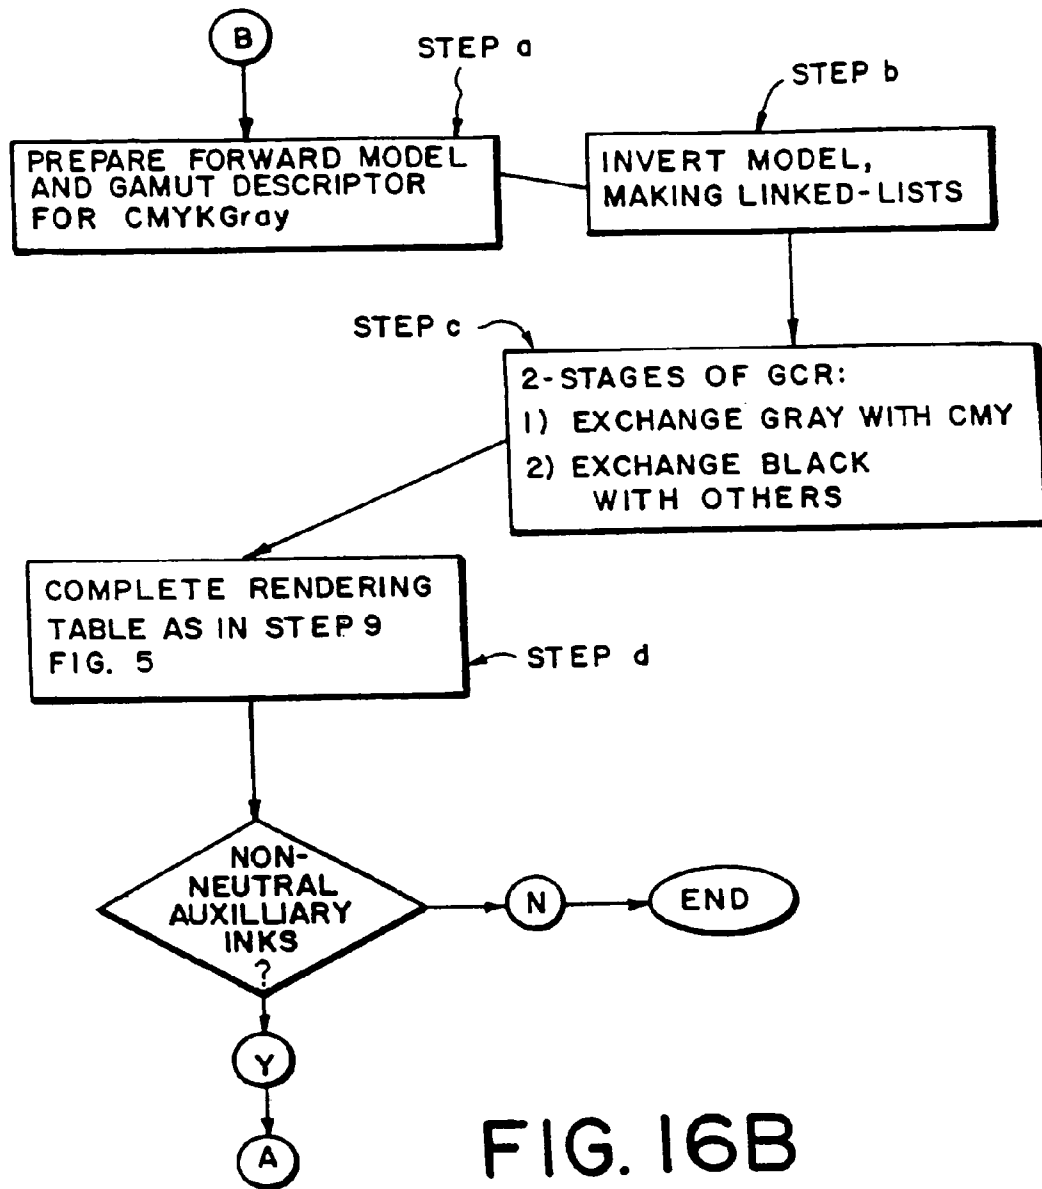 B
STEP a
STEP b
PREPARE FORWARD MODEL
AND GAMUT DESCRIPTOR
FOR CMYKGray
INVERT MODEL,
MAKING LINKED-LISTS
STEP c
2-STAGES OF GCR:
1) EXCHANGE GRAY WITH CMY
2) EXCHANGE BLACK
WITH OTHERS
COMPLETE RENDERING
TABLE AS IN STEP 9
FIG. 5
STEP d
NON-
NEUTRAL
AUXILLIARY
INKS
?
N
END
Y
A
FIG. 16B